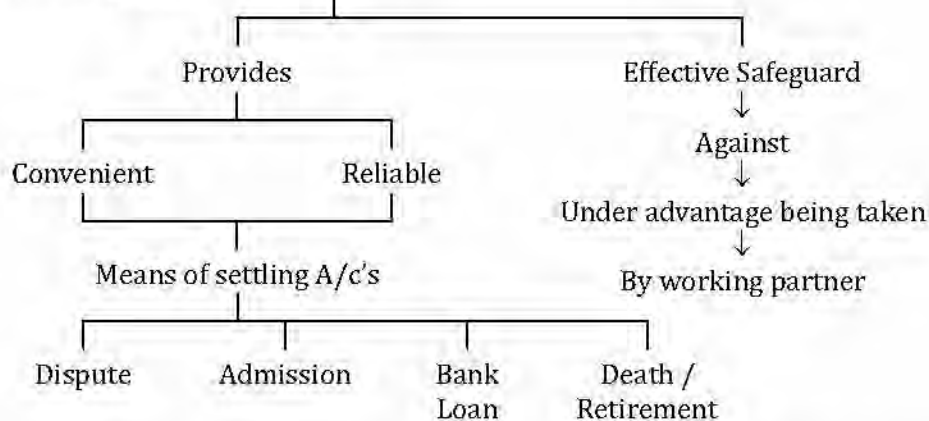 Provides
Effective Safeguard
Against
Convenient
Reliable
Under advantage being taken
Means of settling A/c's
By working partner
Dispute
Admission
Bank
Loan
Death /
Retirement